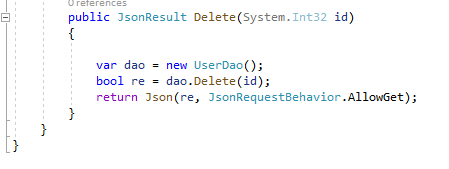 0 references
public JsonResult Delete(System.Int32 id)
{
var dao = new UserDao();
bool re = dao.Delete(id);
return Json(re, JsonRequestBehavior.AllowGet);
}
}
}